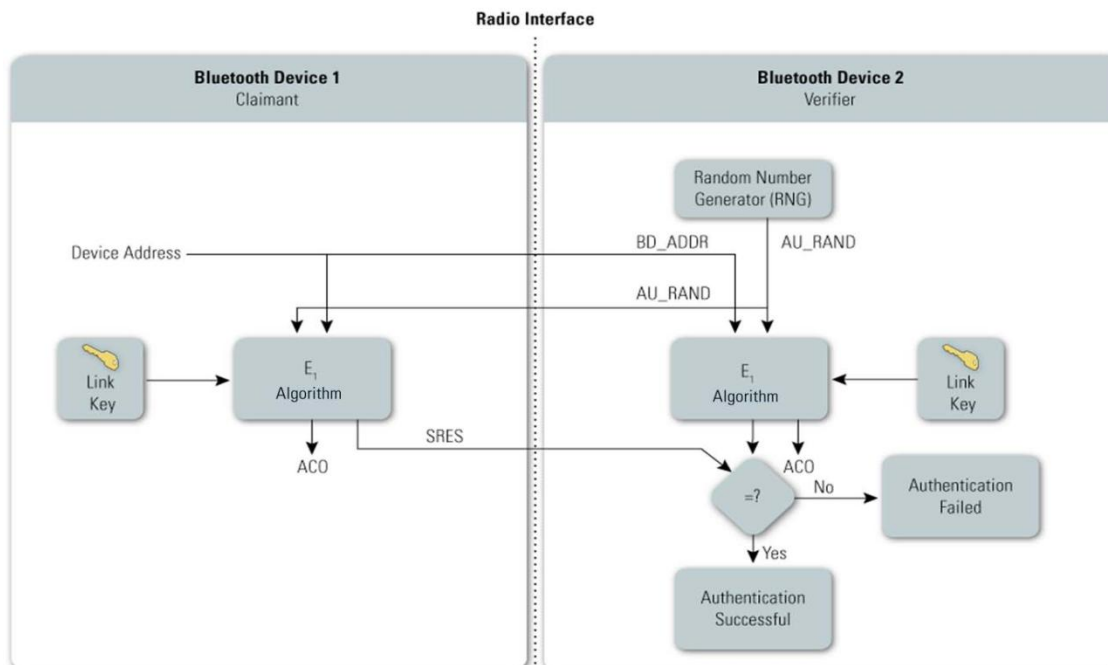 Radio Interface
Bluetooth Device 1
Claimant
Bluetooth Device 2
Verifier
Random Number
Generator (RNG)
Device Address
BD_ADDR
AU_RAND
AU_RAND
Link
Key
E₁
Algorithm
E₁
Algorithm
Link
Key
SRES
ACO
ACO
=?
No
Authentication
Failed
Yes
Authentication
Successful